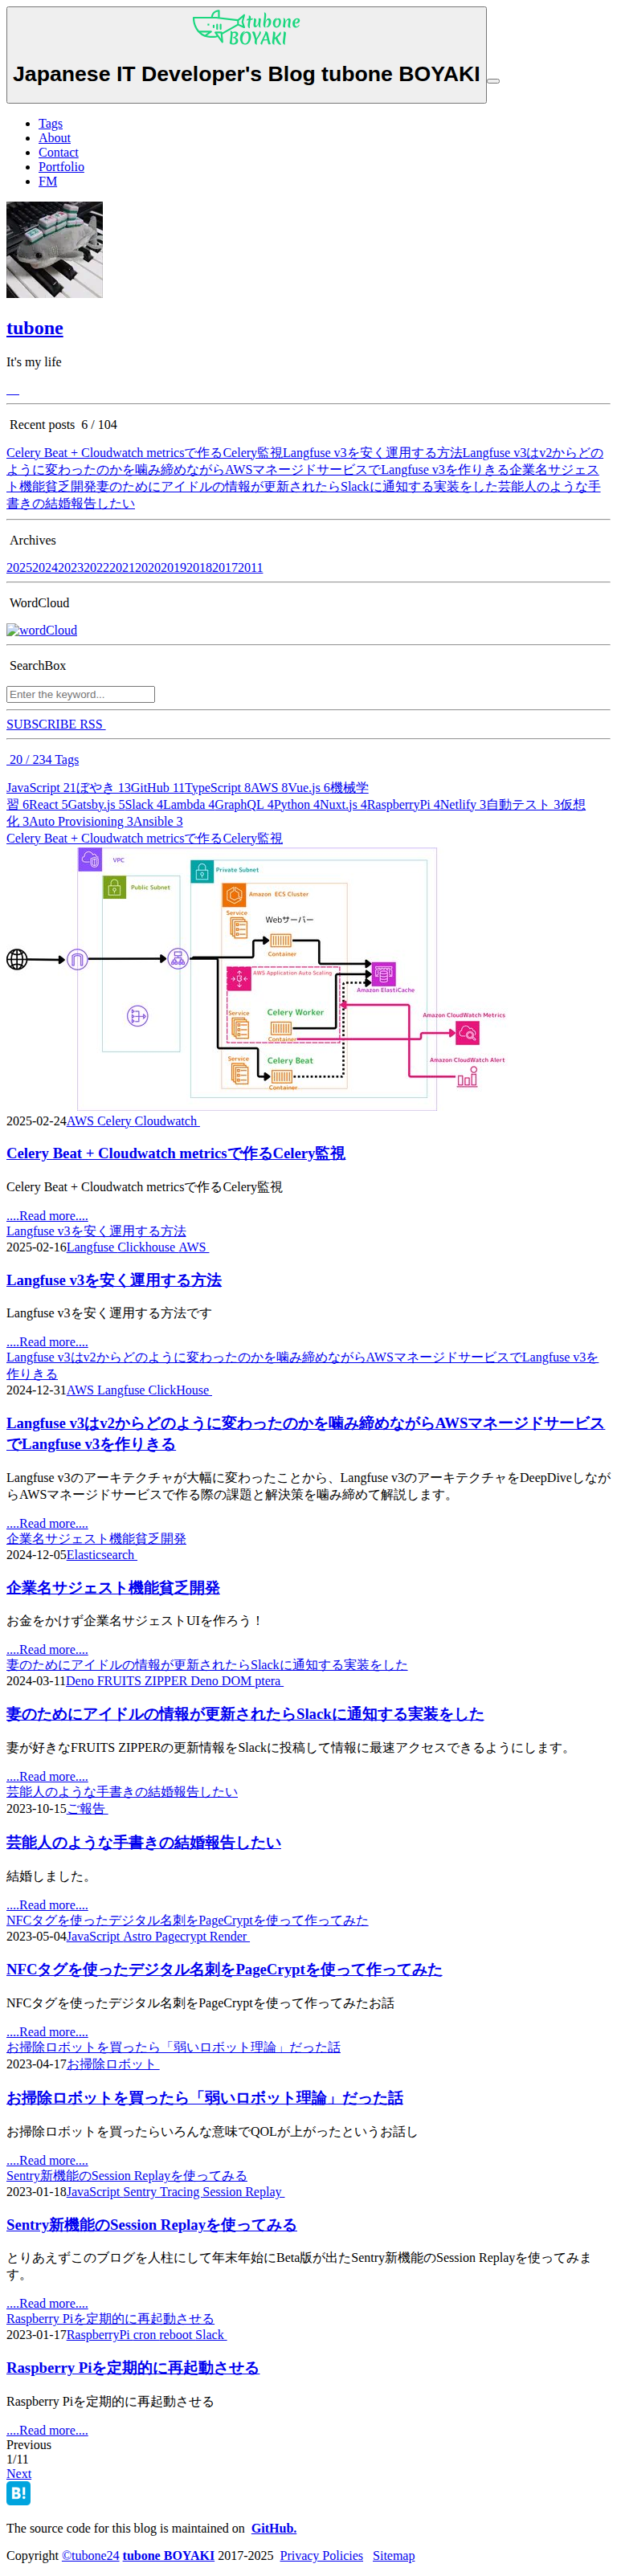 tubone
BOYAKI
Japanese IT Developer's Blog tubone BOYAKI
Tags
About
Contact
Portfolio
FM
tubone
It's my life
Recent posts 6 / 104
Celery Beat + Cloudwatch metricsで作るCelery監視Langfuse v3を安く運用する方法Langfuse v3はv2からどの
ように変わったのかを噛み締めながらAWSマネージドサービスでLangfuse v3を作りきる企業名サジェス
ト機能貧乏開発妻のためにアイドルの情報が更新されたらSlackに通知する実装をした芸能人のような手
書きの結婚報告したい
Archives
2025202420232022202120202019201820172011
WordCloud
wordCloud
SearchBox
Enter the keyword...
SUBSCRIBE RSS
20 / 234 Tags
JavaScript 21ぼやき 13GitHub 11TypeScript 8AWS 8Vue.js 6機械学
習 6React 5Gatsby.js 5Slack 4Lambda 4GraphQL 4Python 4Nuxt.js 4RaspberryPi 4Netlify 3自動テスト 3仮想
化 3Auto Provisioning 3Ansible 3
Celery Beat + Cloudwatch metricsで作るCelery監視
VPC
Public Subnet
Private Subnet
Amazon ECS Cluster
Service
Webサーバー
Container
AWS Application Auto Scaling
Amazon ElastiCache
Service
Celery Worker
Container
Amazon CloudWatch Metrics
Service
Celery Beat
Container
Amazon CloudWatch Alert
2025-02-24AWS Celery Cloudwatch
Celery Beat + Cloudwatch metricsで作るCelery監視
Celery Beat + Cloudwatch metricsで作るCelery監視
....Read more....
Langfuse v3を安く運用する方法
2025-02-16Langfuse Clickhouse AWS
Langfuse v3を安く運用する方法
Langfuse v3を安く運用する方法です
....Read more....
Langfuse v3はv2からどのように変わったのかを噛み締めながらAWSマネージドサービスでLangfuse v3を
作りきる
2024-12-31AWS Langfuse ClickHouse
Langfuse v3はv2からどのように変わったのかを噛み締めながらAWSマネージドサービス
でLangfuse v3を作りきる
Langfuse v3のアーキテクチャが大幅に変わったことから、Langfuse v3のアーキテクチャをDeepDiveしなが
らAWSマネージドサービスで作る際の課題と解決策を噛み締めて解説します。
....Read more....
企業名サジェスト機能貧乏開発
2024-12-05Elasticsearch
企業名サジェスト機能貧乏開発
お金をかけず企業名サジェストUIを作ろう！
....Read more....
妻のためにアイドルの情報が更新されたらSlackに通知する実装をした
2024-03-11Deno FRUITS ZIPPER Deno DOM ptera
妻のためにアイドルの情報が更新されたらSlackに通知する実装をした
妻が好きなFRUITS ZIPPERの更新情報をSlackに投稿して情報に最速アクセスできるようにします。
....Read more....
芸能人のような手書きの結婚報告したい
2023-10-15ご報告
芸能人のような手書きの結婚報告したい
結婚しました。
....Read more....
NFCタグを使ったデジタル名刺をPageCryptを使って作ってみた
2023-05-04JavaScript Astro Pagecrypt Render
NFCタグを使ったデジタル名刺をPageCryptを使って作ってみた
NFCタグを使ったデジタル名刺をPageCryptを使って作ってみたお話
....Read more....
お掃除ロボットを買ったら「弱いロボット理論」だった話
2023-04-17お掃除ロボット
お掃除ロボットを買ったら「弱いロボット理論」だった話
お掃除ロボットを買ったらいろんな意味でQOLが上がったというお話し
....Read more....
Sentry新機能のSession Replayを使ってみる
2023-01-18JavaScript Sentry Tracing Session Replay
Sentry新機能のSession Replayを使ってみる
とりあえずこのブログを人柱にして年末年始にBeta版が出たSentry新機能のSession Replayを使ってみま
す。
....Read more....
Raspberry Piを定期的に再起動させる
2023-01-17RaspberryPi cron reboot Slack
Raspberry Piを定期的に再起動させる
Raspberry Piを定期的に再起動させる
....Read more....
Previous
1/11
Next
B!
The source code for this blog is maintained on GitHub.
Copyright ©tubone24 tubone BOYAKI 2017-2025 Privacy Policies Sitemap